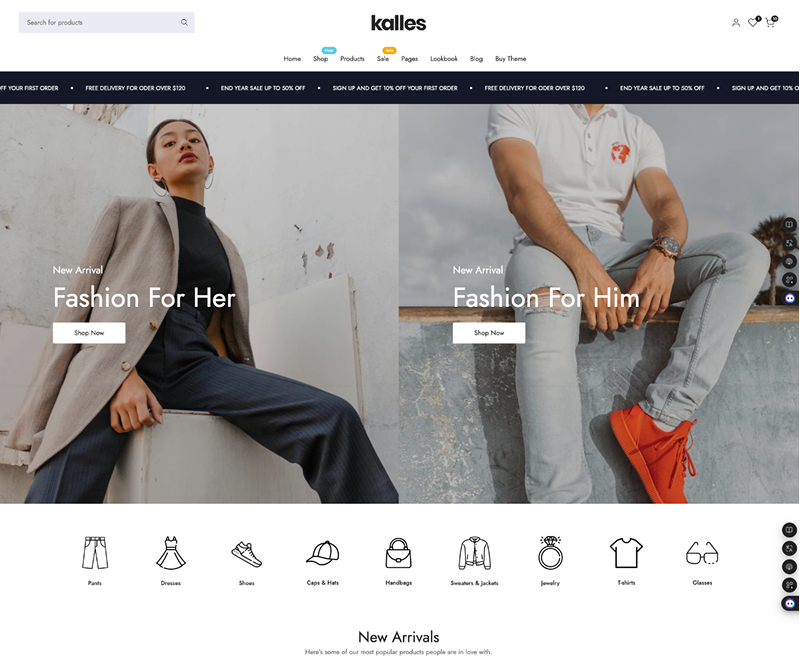 Search for products
kalles
3
10
New
Sale
Home Shop Products Sale Pages Lookbook Blog Buy Theme
OFF YOUR FIRST ORDER • FREE DELIVERY FOR ODER OVER $120 • END YEAR SALE UP TO 50% OFF • SIGN UP AND GET 10% OFF YOUR FIRST ORDER • FREE DELIVERY FOR ODER OVER $120 • END YEAR SALE UP TO 50% OFF • SIGN UP AND GET 10% O
New Arrival
Fashion For Her
Shop Now
New Arrival
Fashion For Him
Shop Now
Pants Dresses Shoes Caps & Hats Handbags Sweaters & Jackets Jewelry T-shirts Glasses
New Arrivals
Here's some of our most popular products people are in love with.